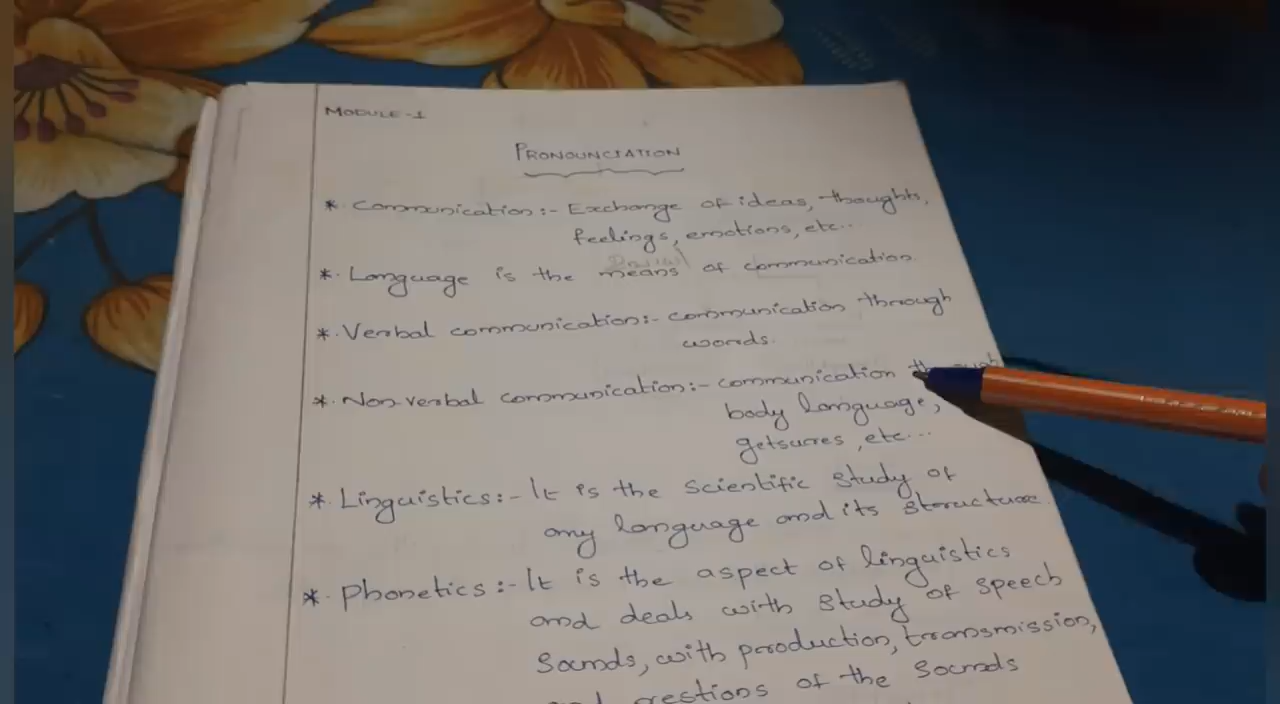 MODULE-1
PRONOUNCIATION
* Communication:- Exchange of ideas, thoughts,
feelings, emotions, etc...
* Language is the means of communication.
* Verbal communication:- communication through
words.
* Non-verbal communication:- communication
body language,
getsures, etc...
* Linguistics:- It is the scientific study of
any language and its structure
* Phonetics:- It is the aspect of linguistics
and deals with study of speech
sounds, with production, transmission,
of the sounds